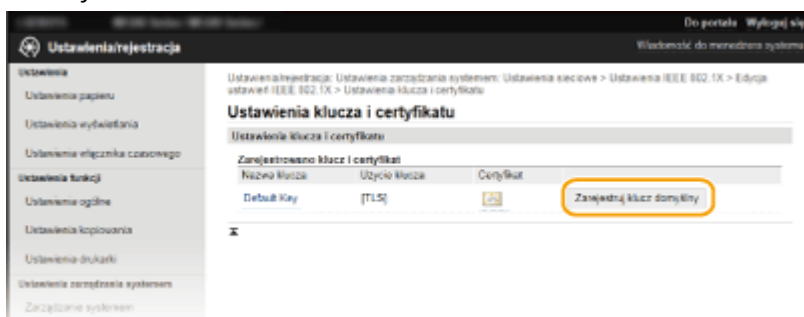 Do portalu Wyloguj się
Ustawienia/rejestracja
Wiadomość do menedżera systemu
Ustawienia
Ustawienia papieru
Ustawienia wyświetlania
Ustawienia włącznika czasowego
Ustawienia funkcji
Ustawienia ogólne
Ustawienia kopiowania
Ustawienia drukarki
Ustawienia zarządzania systemem
Zarządzanie systemem
Ustawienia/rejestracja: Ustawienia zarządzania systemem: Ustawienia sieciowe > Ustawienia IEEE 802.1X > Edycja
ustawień IEEE 802.1X > Ustawienia klucza i certyfikatu
Ustawienia klucza i certyfikatu
Ustawienia klucza i certyfikatu
Zarejestrowano klucz i certyfikat
Nazwa klucza Użycie klucza Certyfikat
Default Key [TLS] Zarejestruj klucz domyślny